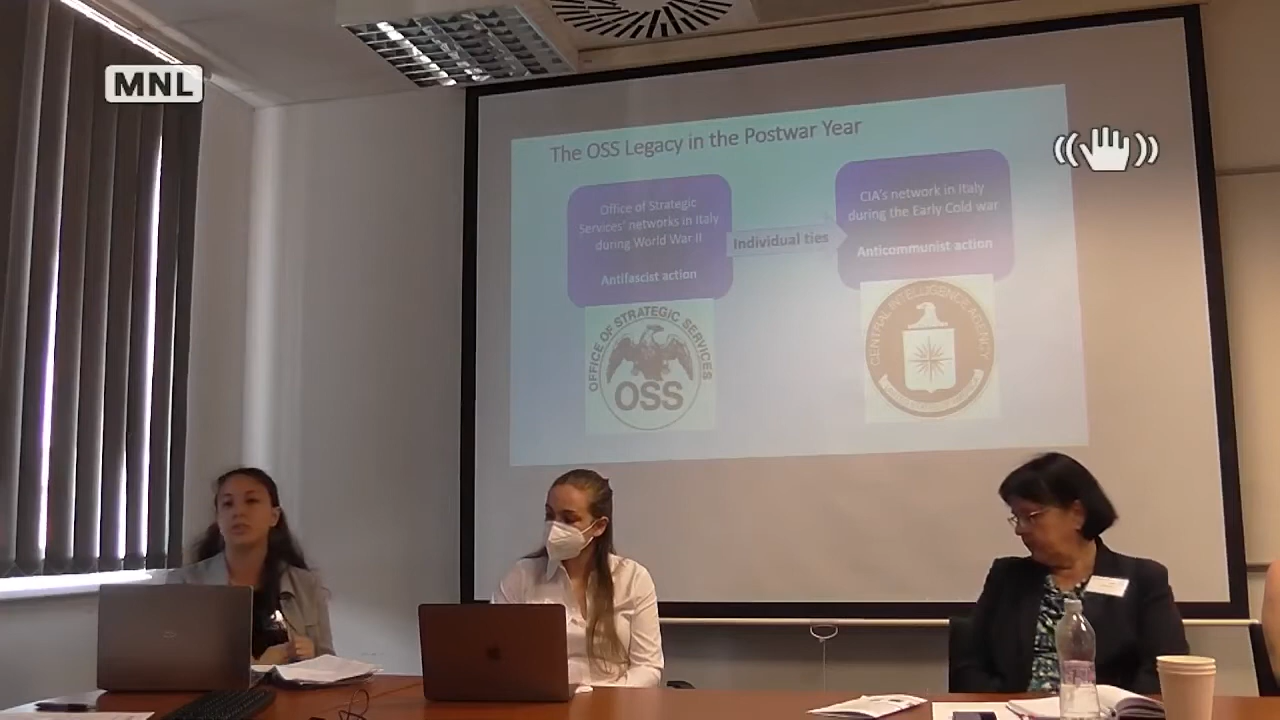 MNL
The OSS Legacy in the Postwar Year
Office of Strategic
Services' networks in Italy
during World War II
Antifascist action
Individual ties
CIA's network in Italy
during the Early Cold war
Anticommunist action
OFFICE OF STRATEGIC SERVICES
OSS
CENTRAL INTELLIGENCE AGENCY